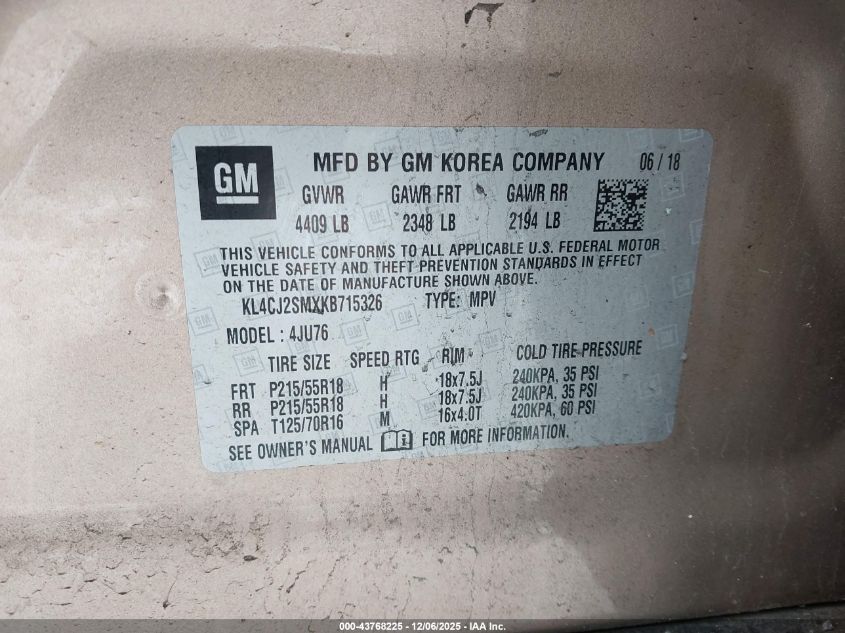 GM
MFD BY GM KOREA COMPANY 06 / 18
GVWR GAWR FRT GAWR RR
4409 LB 2348 LB 2194 LB
THIS VEHICLE CONFORMS TO ALL APPLICABLE U.S. FEDERAL MOTOR
VEHICLE SAFETY AND THEFT PREVENTION STANDARDS IN EFFECT
ON THE DATE OF MANUFACTURE SHOWN ABOVE.
KL4CJ2SMXKB715326 TYPE: MPV
MODEL : 4JU76
TIRE SIZE SPEED RTG RIM COLD TIRE PRESSURE
FRT P215/55R18 H 18x7.5J 240KPA, 35 PSI
RR P215/55R18 H 18x7.5J 240KPA, 35 PSI
SPA T125/70R16 M 16x4.0T 420KPA, 60 PSI
SEE OWNER'S MANUAL FOR MORE INFORMATION.
000-43768225 - 12/06/2025 - IAA Inc.